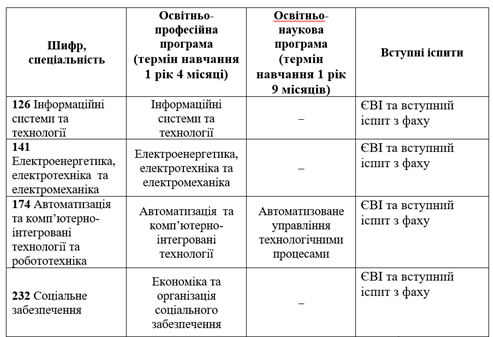 Шифр,
спеціальність
Освітньо-
професійна
програма
(термін навчання
1 рік 4 місяці)
Освітньо-
наукова
програма
(термін
навчання 1 рік
9 місяців)
Вступні іспити
126 Інформаційні
системи та
технології
Інформаційні
системи та
технології
–
ЄВІ та вступний
іспит з фаху
141
Електроенергетика,
електротехніка та
електромеханіка
Електроенергетика,
електротехніка та
електромеханіка
–
ЄВІ та вступний
іспит з фаху
174 Автоматизація
та комп’ютерно-
інтегровані
технології та
робототехніка
Автоматизація та
комп’ютерно-
інтегровані
технології
Автоматизоване
управління
технологічними
процесами
ЄВІ та вступний
іспит з фаху
232 Соціальне
забезпечення
Економіка та
організація
соціального
забезпечення
–
ЄВІ та вступний
іспит з фаху